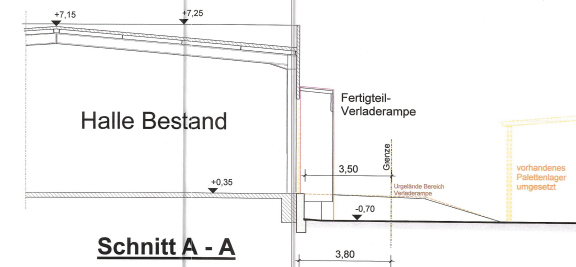 +7,15
+7,25
Fertigteil-
Verladerampe
Halle Bestand
Grenze
3,50
vorhandenes
Palettenlager
umgesetzt
Urgelände Bereich
Verladerampe
+0,35
-0,70
Schnitt A - A
3,80